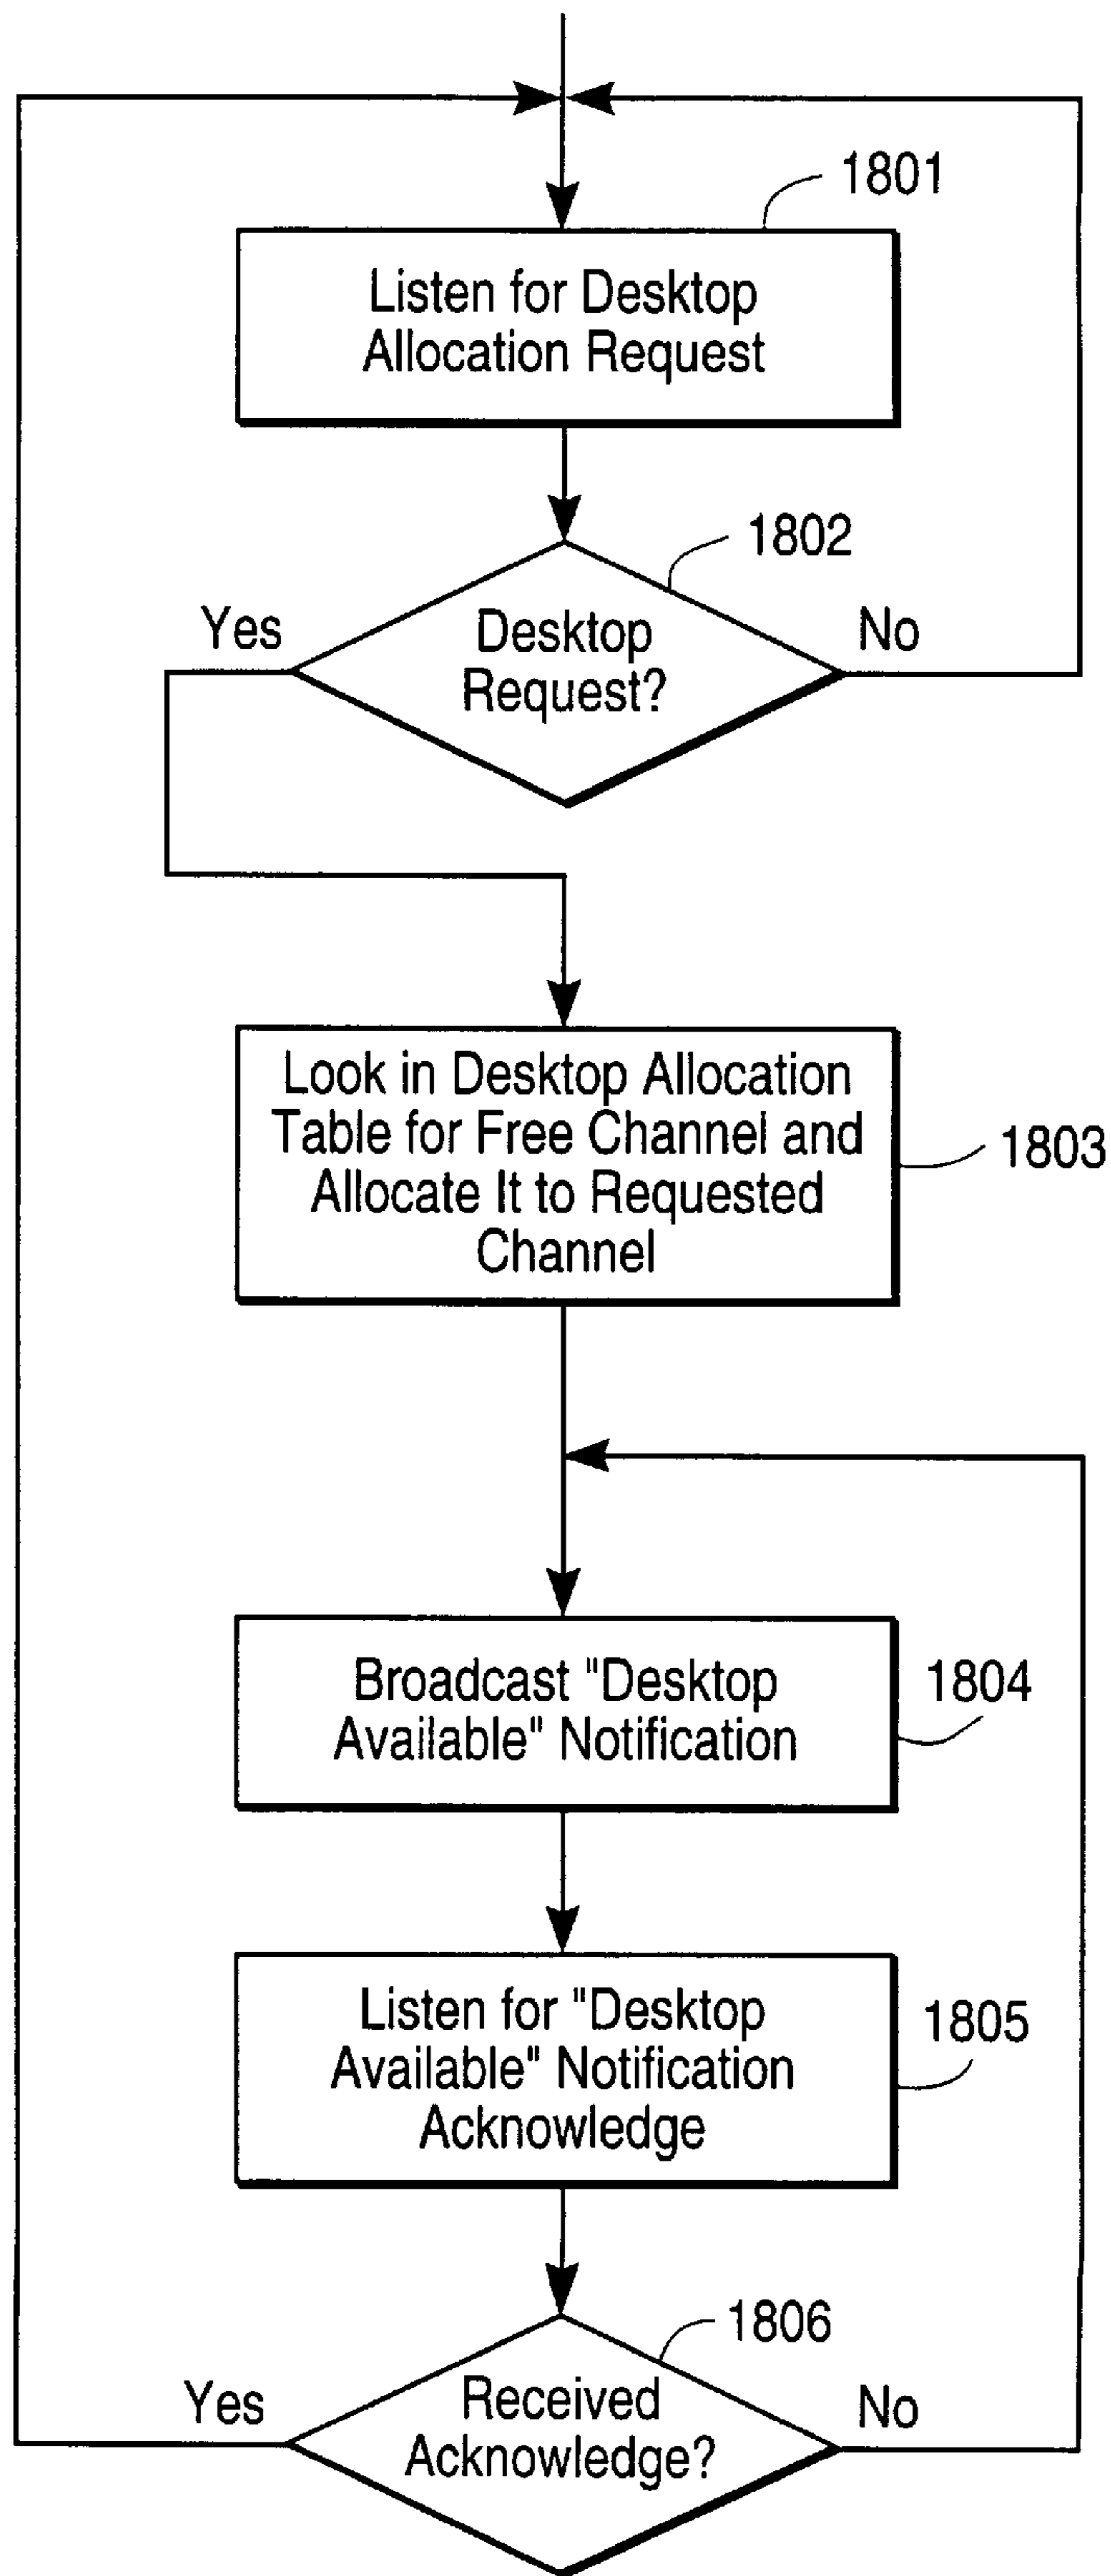 1801
Listen for Desktop
Allocation Request
1802
Yes
Desktop
Request?
No
Look in Desktop Allocation
Table for Free Channel and
Allocate It to Requested
Channel
1803
Broadcast "Desktop
Available" Notification
1804
Listen for "Desktop
Available" Notification
Acknowledge
1805
1806
Yes
Received
Acknowledge?
No